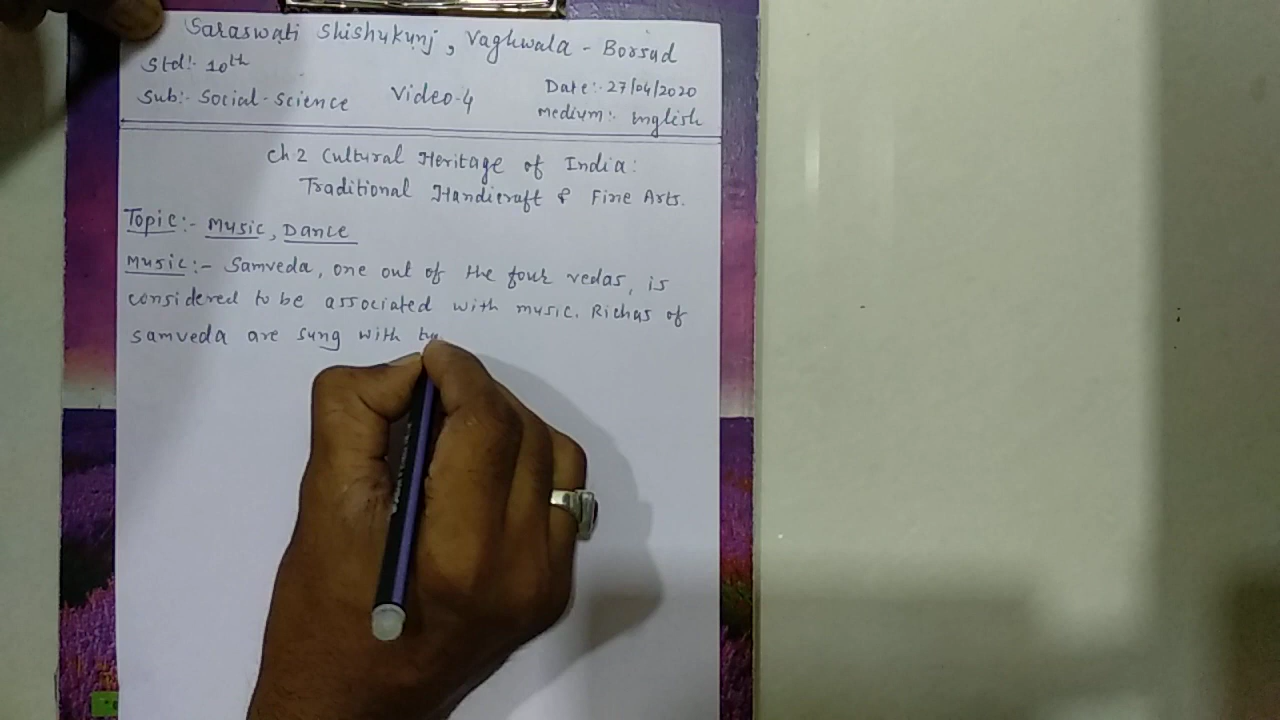 Saraswati Shishukunj, Vaghwala - Borsad
Std:- 10th
Sub:- Social-science Video-4 Date:- 27/04/2020
Medium:- English
Ch 2 Cultural Heritage of India:
Traditional Handicraft & Fine Arts.
Topic:- Music, Dance
Music:- Samveda, one out of the four vedas, is
considered to be associated with music. Richas of
samveda are sung with